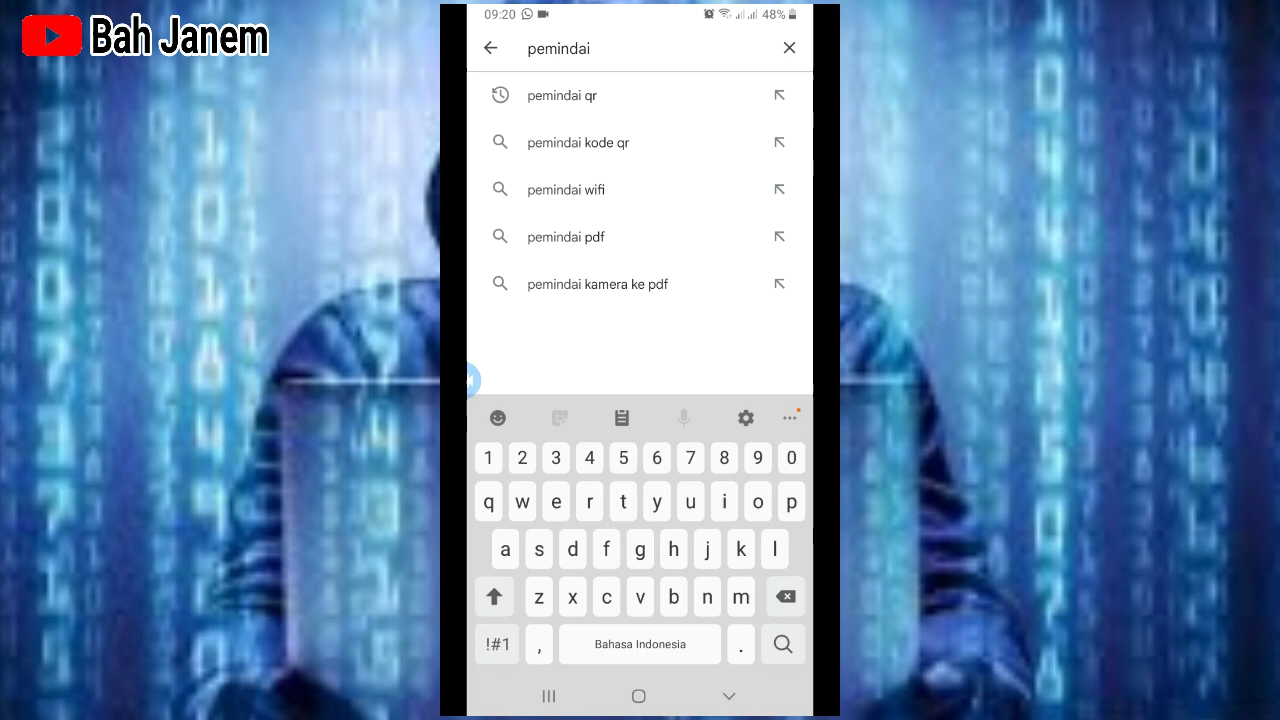 Bah Janem
09:20
48%
pemindai
pemindai qr
pemindai kode qr
pemindai wifi
pemindai pdf
pemindai kamera ke pdf
1 2 3 4 5 6 7 8 9 0
q w e r t y u i o p
a s d f g h j k l
z x c v b n m
!#1 , Bahasa Indonesia .